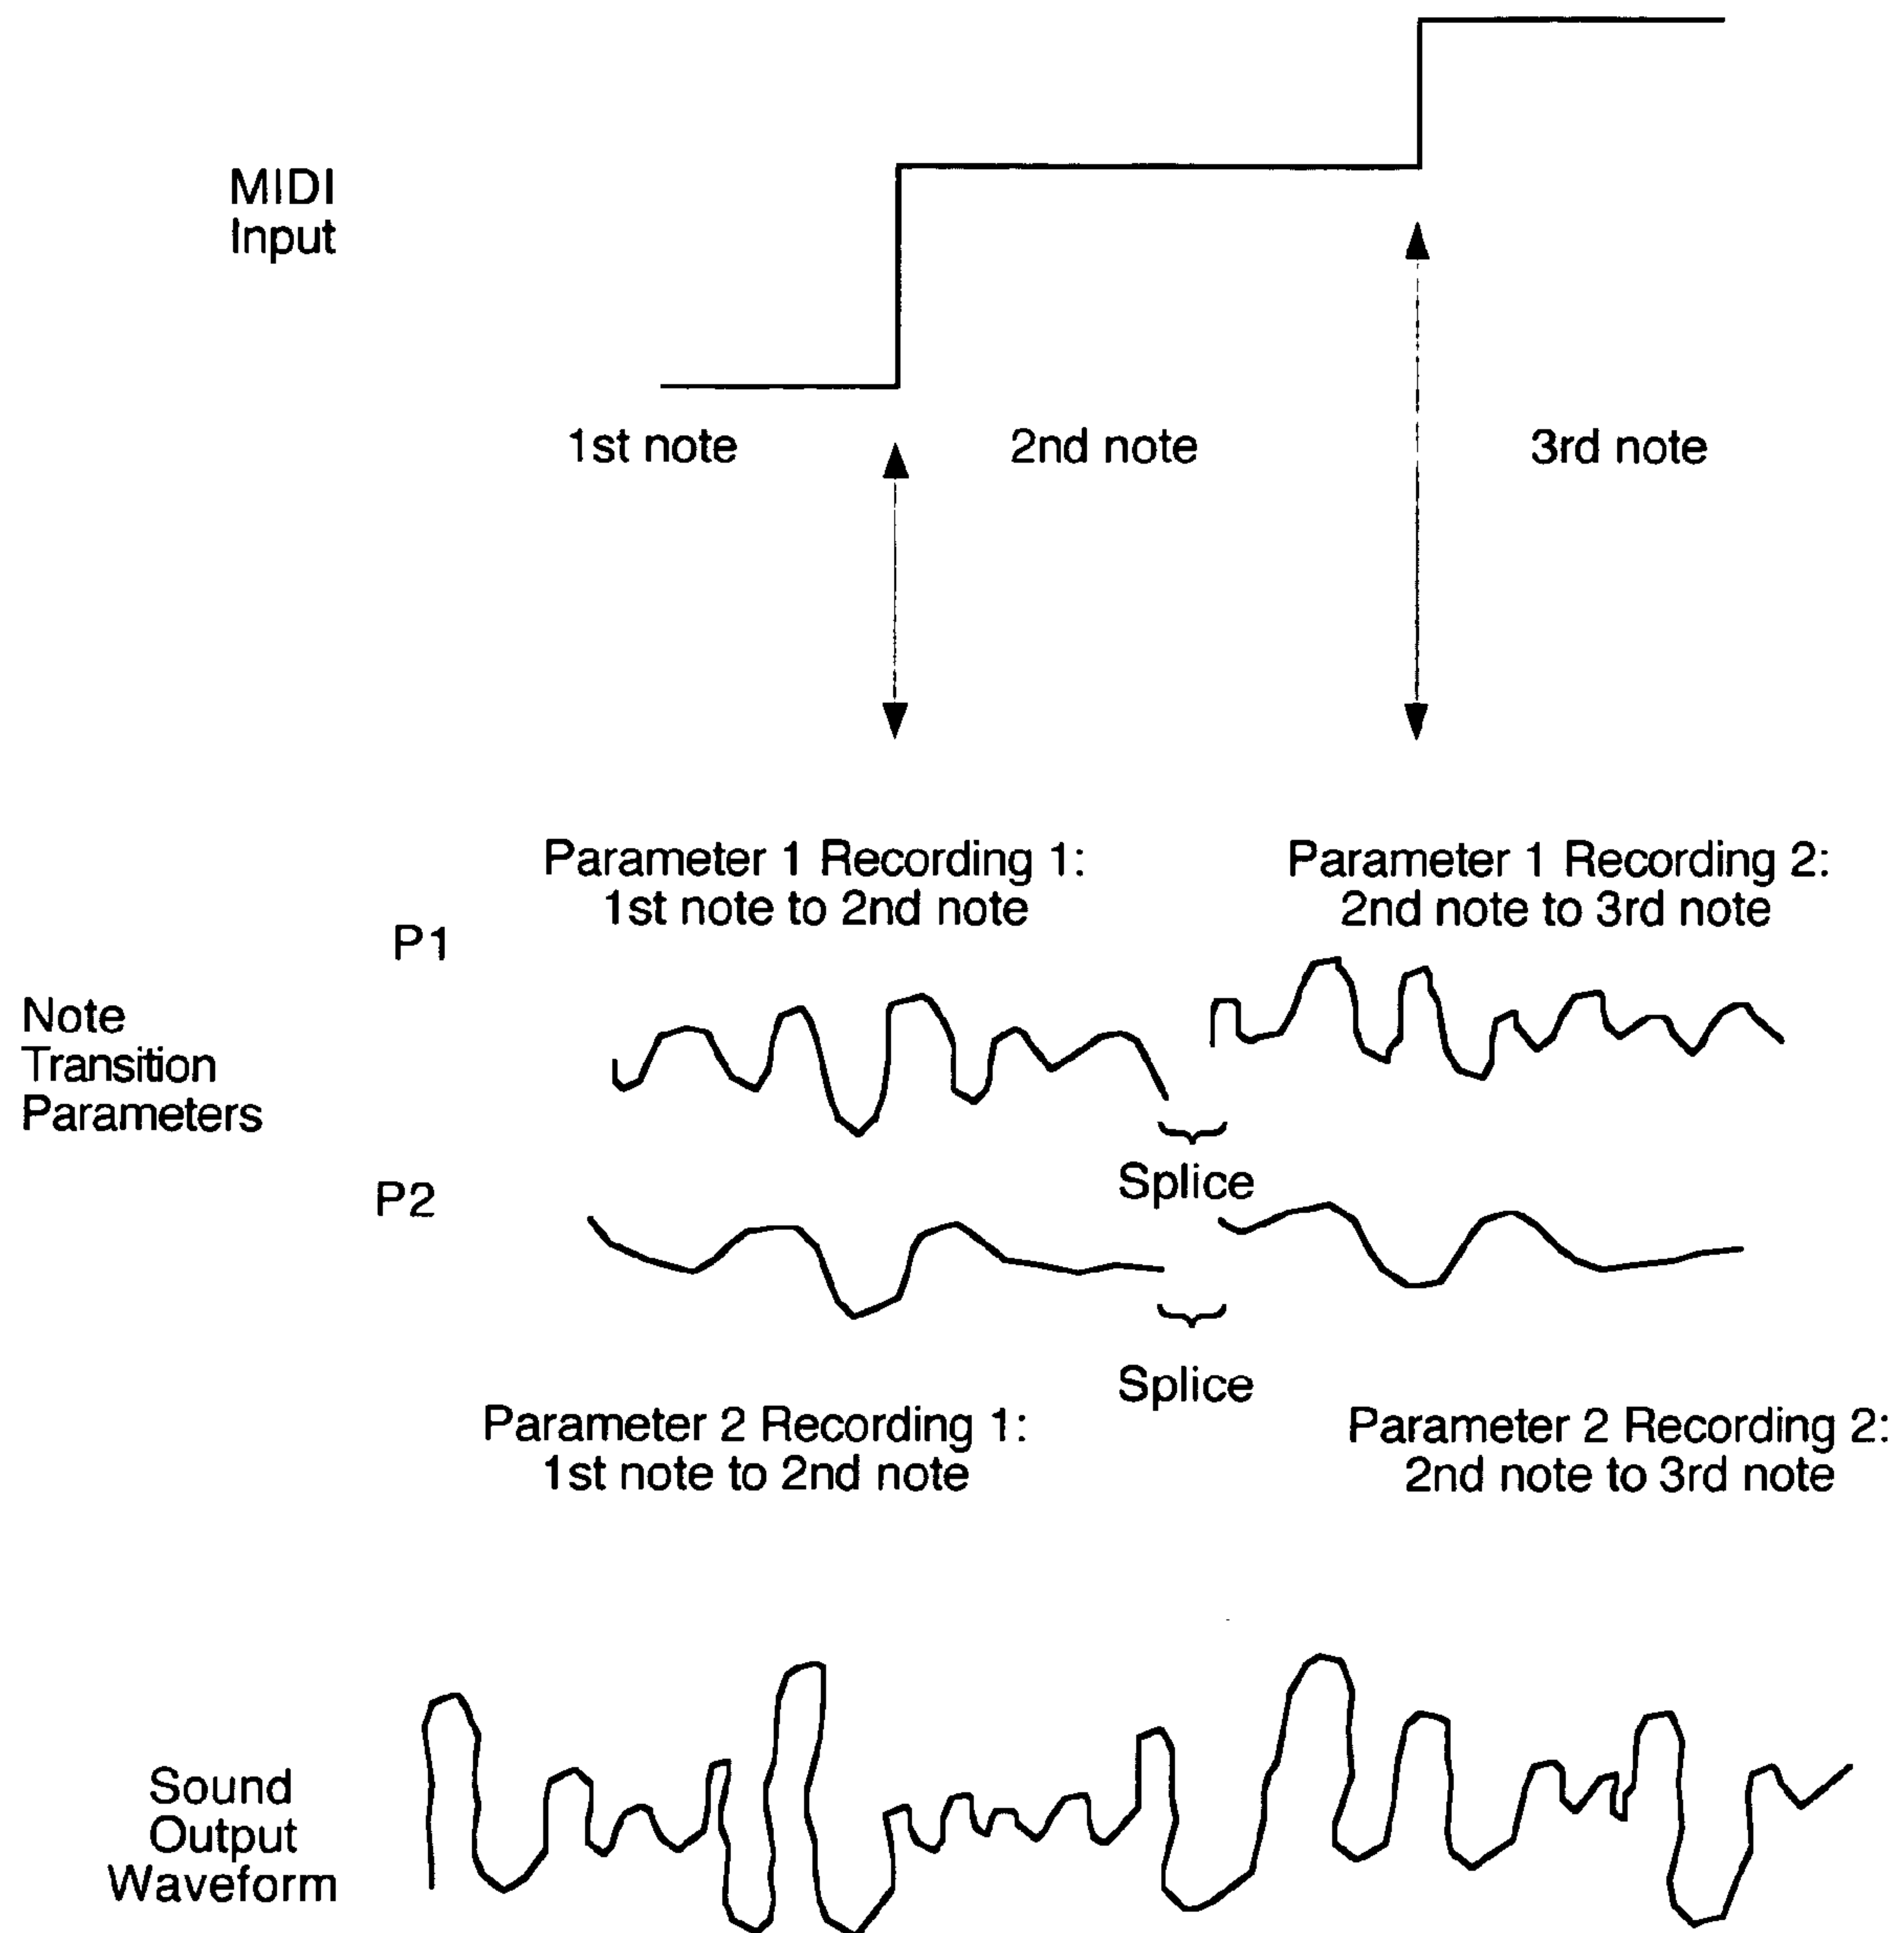 MIDI
Input
1st note
2nd note
3rd note
Parameter 1 Recording 1:
1st note to 2nd note
Parameter 1 Recording 2:
2nd note to 3rd note
P1
Note
Transition
Parameters
Splice
P2
Splice
Parameter 2 Recording 1:
1st note to 2nd note
Parameter 2 Recording 2:
2nd note to 3rd note
Sound
Output
Waveform